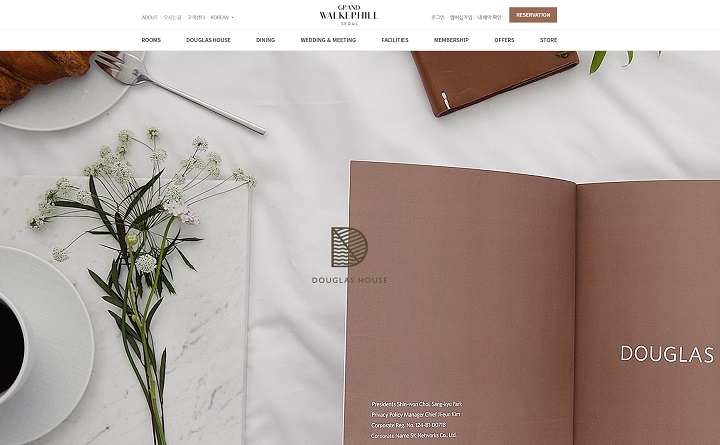 GRAND
WALKERHILL
SEOUL
ABOUT 오시는길 고객센터 KOREAN
로그인 멤버십가입 내 예약 확인 RESERVATION
ROOMS DOUGLAS HOUSE DINING WEDDING & MEETING FACILITIES MEMBERSHIP OFFERS STORE
DOUGLAS HOUSE
DOUGLAS
Presidents Shin-won Choi, Sang-kyu Park
Privacy Policy Manager Chief Ji-eun Kim
Corporate Reg. No. 124-81-00718
Corporate Name SK Networks Co., Ltd.